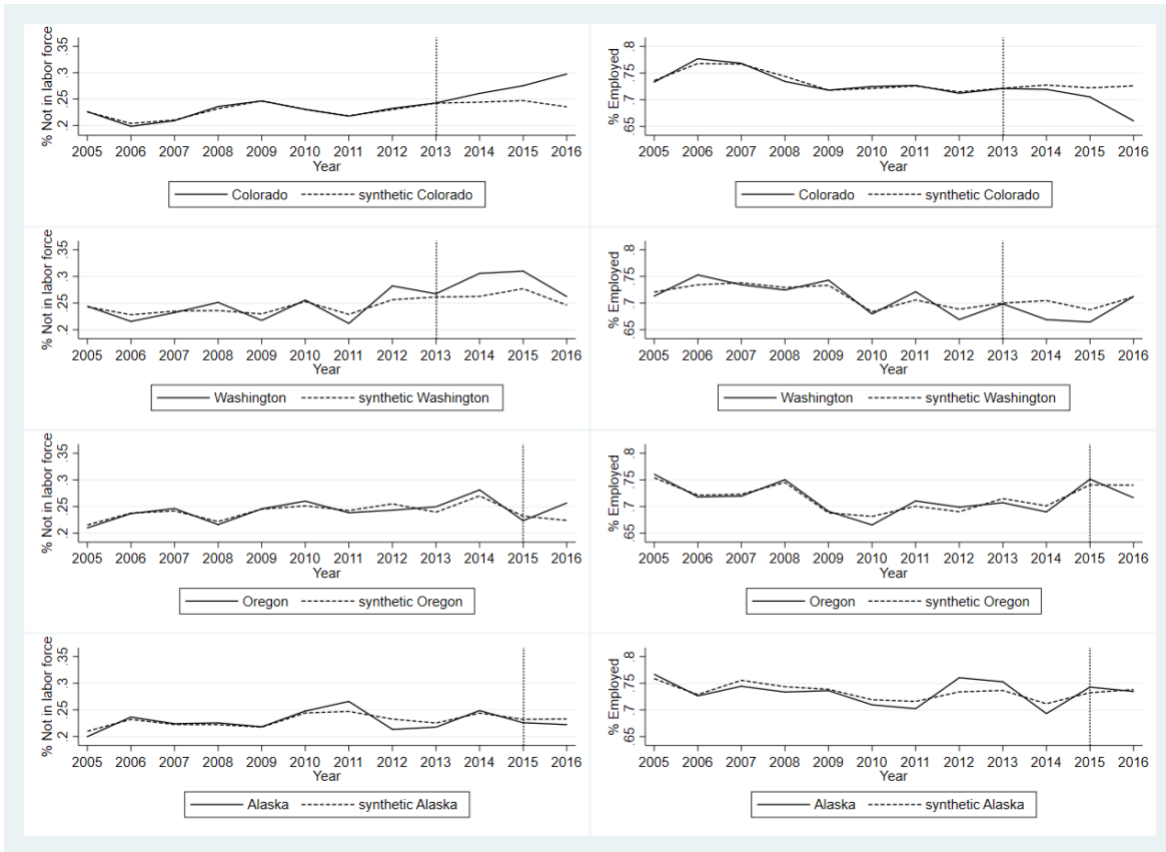 % Not in labor force
.2 .25 .3 .35
2005 2006 2007 2008 2009 2010 2011 2012 2013 2014 2015 2016
Year
Colorado synthetic Colorado
% Employed
.65 .7 .75 .8
2005 2006 2007 2008 2009 2010 2011 2012 2013 2014 2015 2016
Year
Colorado synthetic Colorado
% Not in labor force
.2 .25 .3 .35
2005 2006 2007 2008 2009 2010 2011 2012 2013 2014 2015 2016
Year
Washington synthetic Washington
% Employed
.65 .7 .75 .8
2005 2006 2007 2008 2009 2010 2011 2012 2013 2014 2015 2016
Year
Washington synthetic Washington
% Not in labor force
.2 .25 .3 .35
2005 2006 2007 2008 2009 2010 2011 2012 2013 2014 2015 2016
Year
Oregon synthetic Oregon
% Employed
.65 .7 .75 .8
2005 2006 2007 2008 2009 2010 2011 2012 2013 2014 2015 2016
Year
Oregon synthetic Oregon
% Not in labor force
.2 .25 .3 .35
2005 2006 2007 2008 2009 2010 2011 2012 2013 2014 2015 2016
Year
Alaska synthetic Alaska
% Employed
.65 .7 .75 .8
2005 2006 2007 2008 2009 2010 2011 2012 2013 2014 2015 2016
Year
Alaska synthetic Alaska